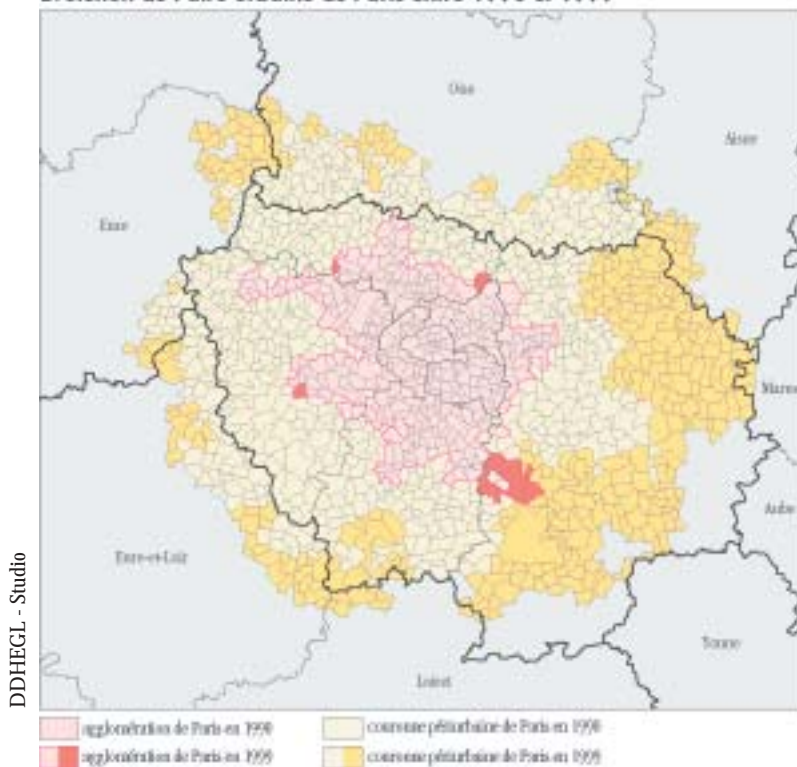 Oise
Aisne
Eure
Marne
Aube
Eure-et-Loir
Yonne
Loiret
DDHEGL - Studio
agglomération de Paris en 1990
couronne périurbaine de Paris en 1990
agglomération de Paris en 1999
couronne périurbaine de Paris en 1999